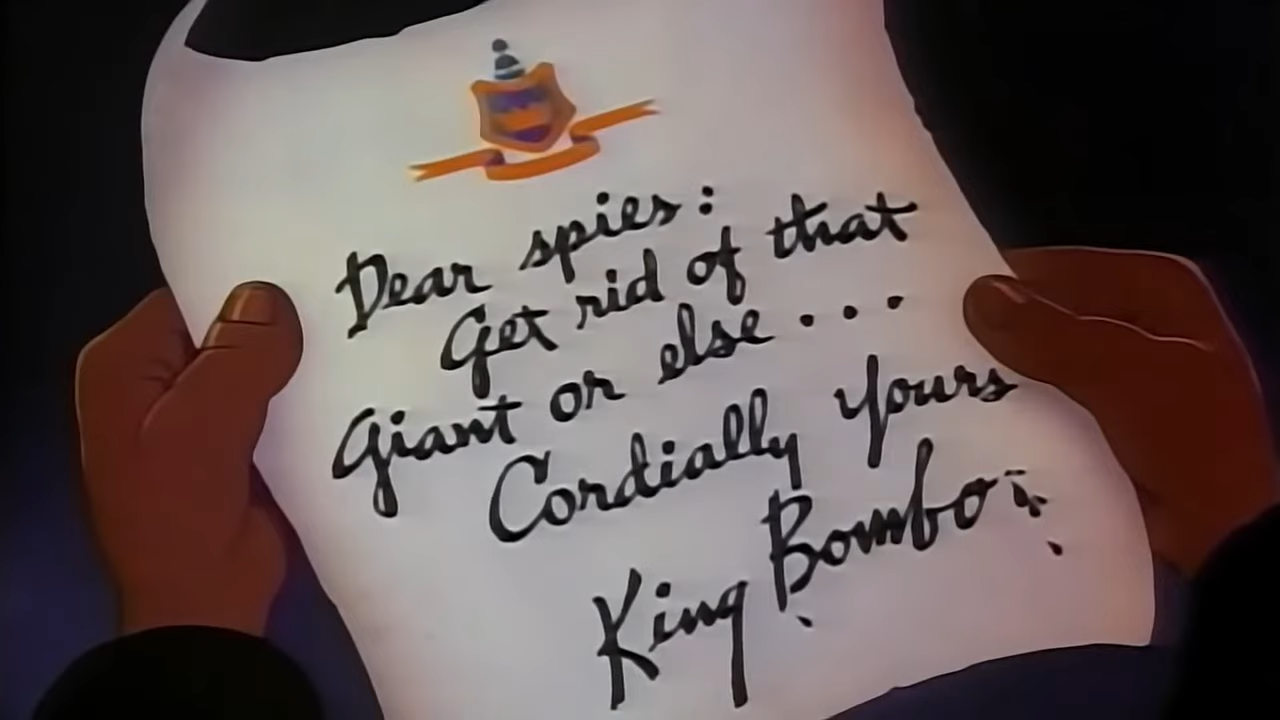 Dear spies:
Get rid of that
Giant or else...
Cordially yours
King Bombo